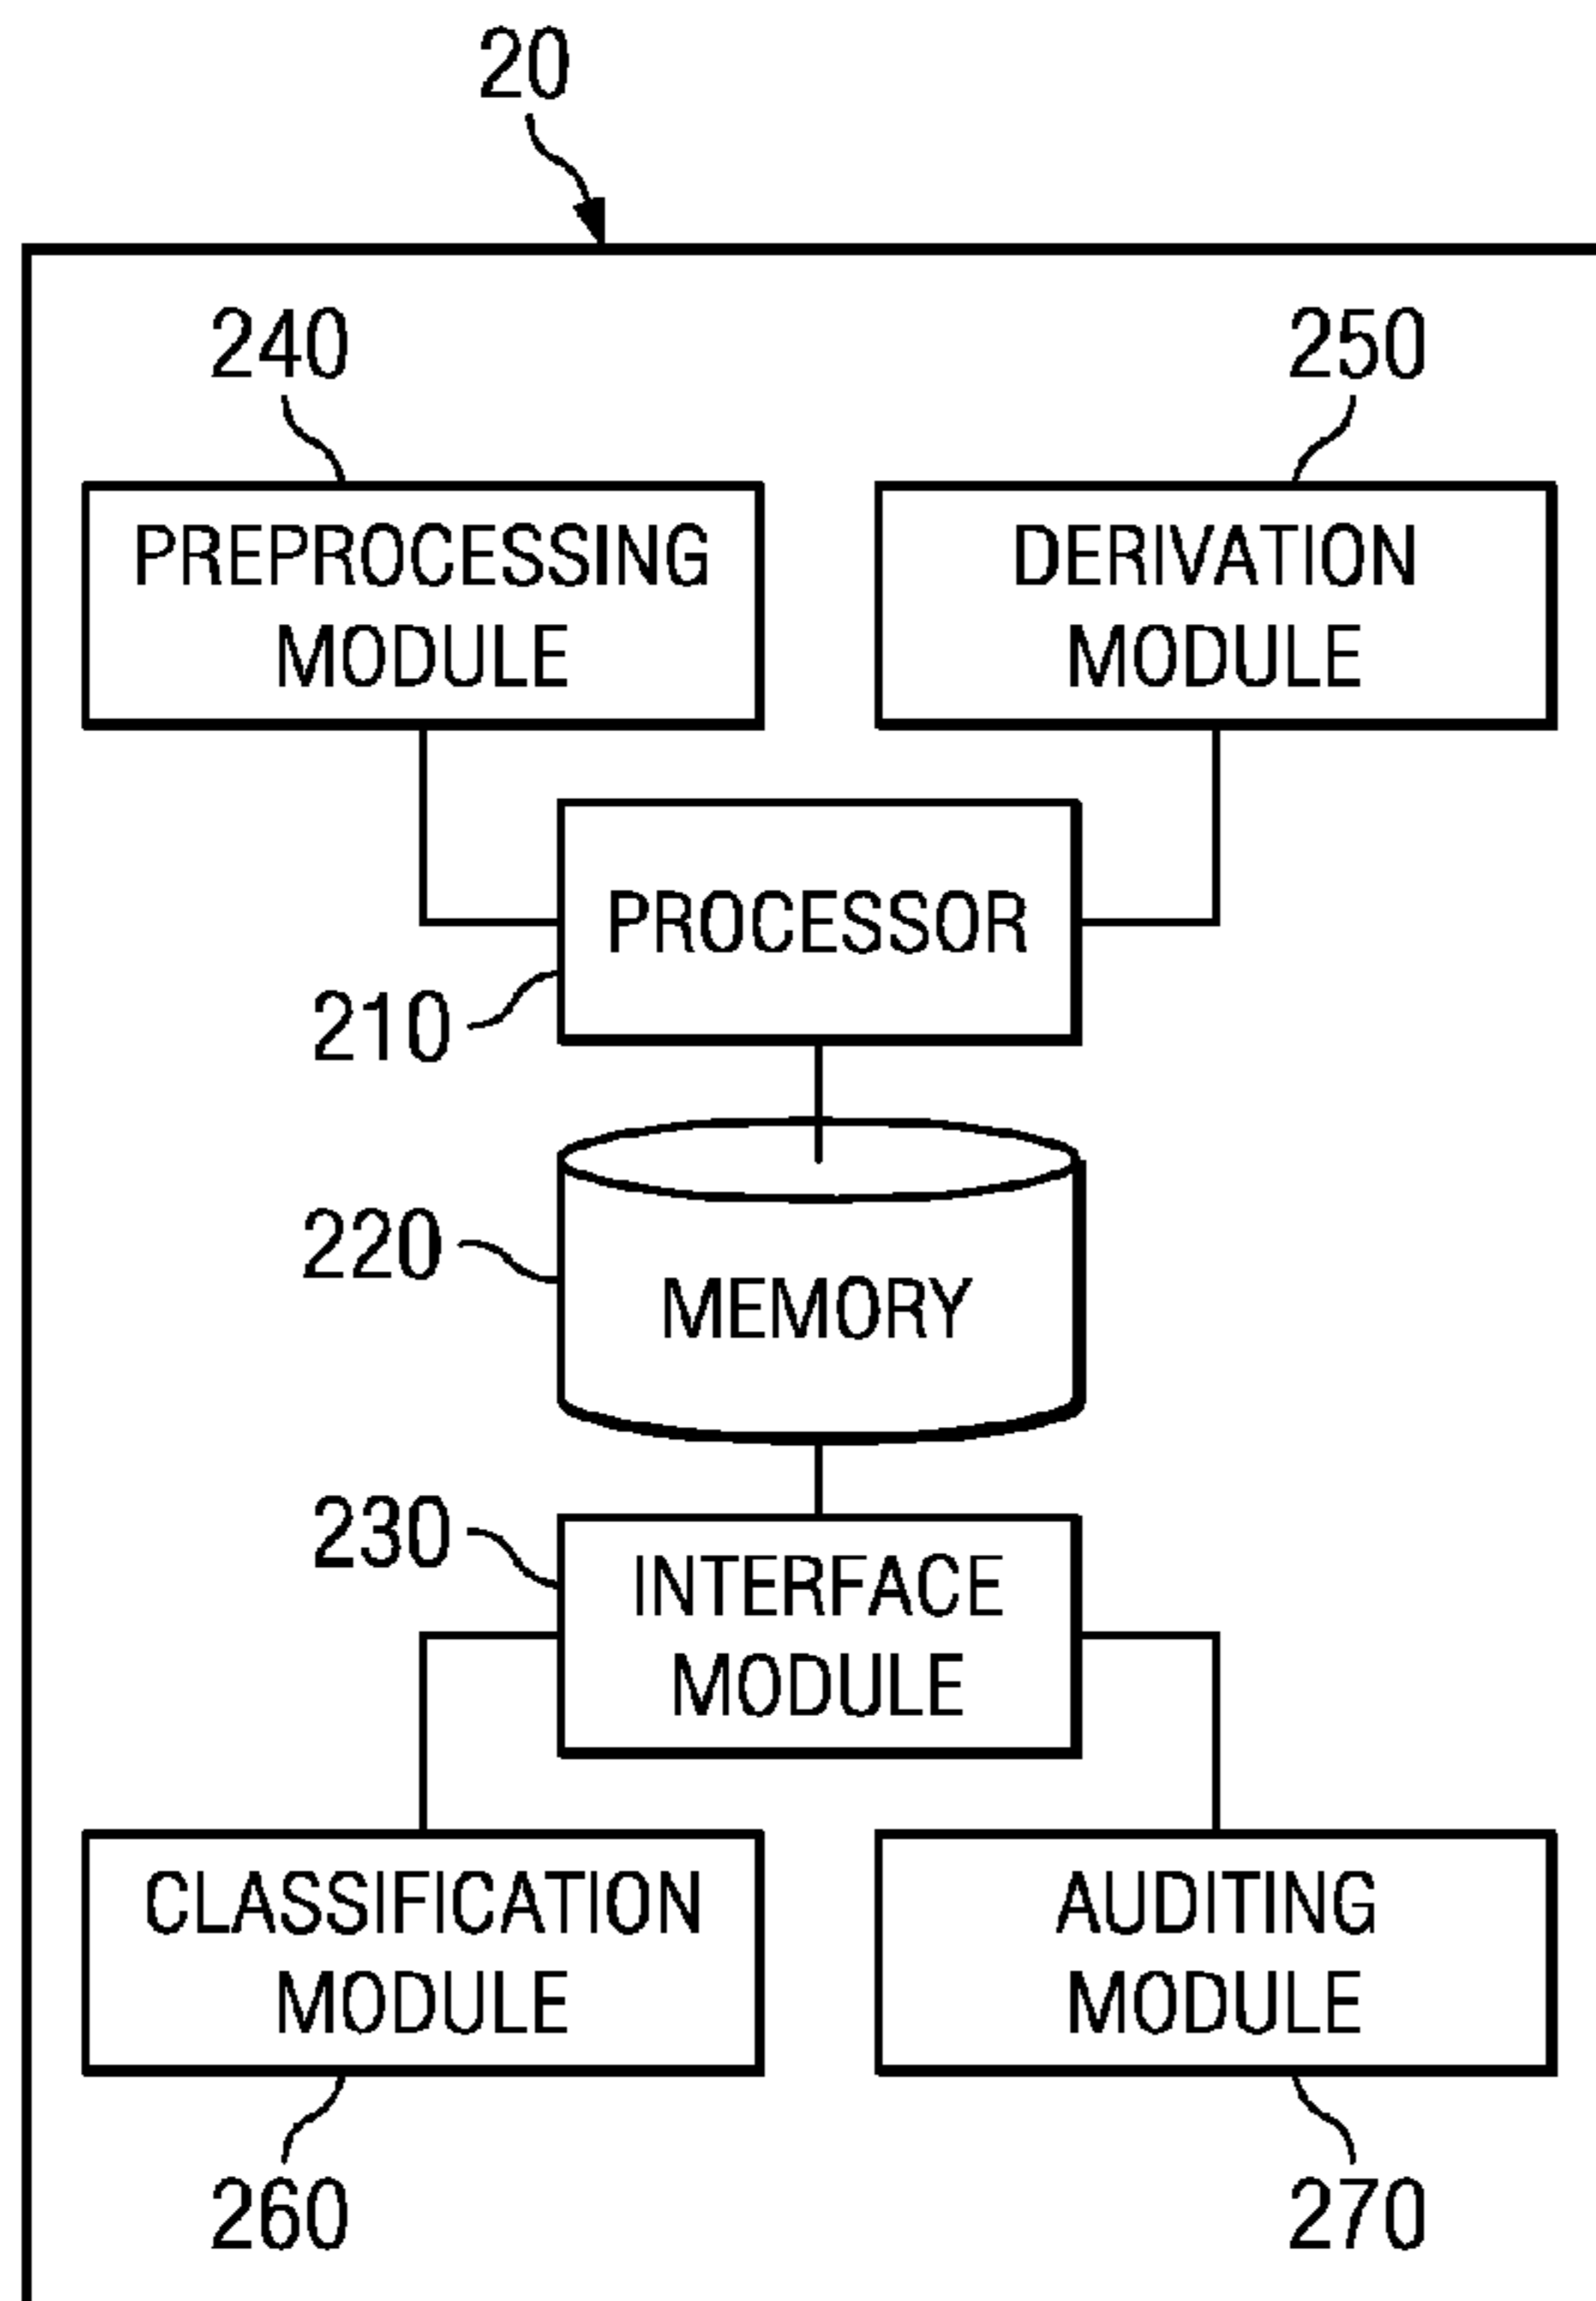 20
240
250
PREPROCESSING
MODULE
DERIVATION
MODULE
PROCESSOR
210
220
MEMORY
230
INTERFACE
MODULE
CLASSIFICATION
MODULE
AUDITING
MODULE
260
270